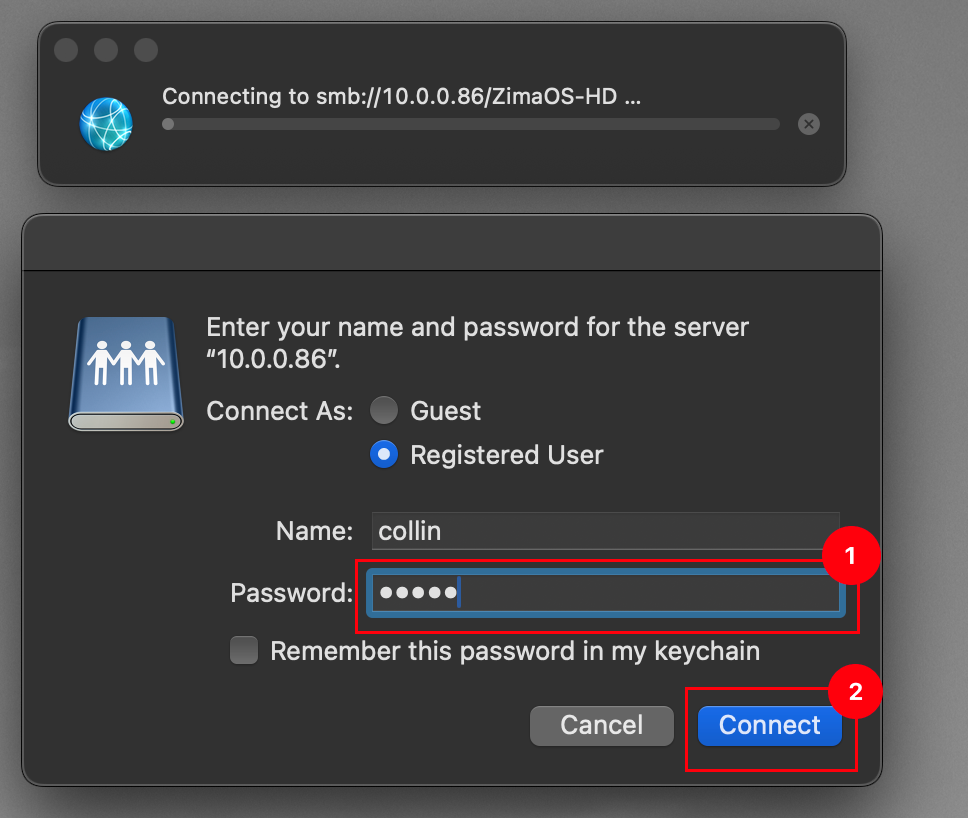 Connecting to smb://10.0.0.86/ZimaOS-HD ...
Enter your name and password for the server
“10.0.0.86”.
Connect As: Guest
Registered User
Name: collin
1
Password: •••••
Remember this password in my keychain
2
Cancel Connect